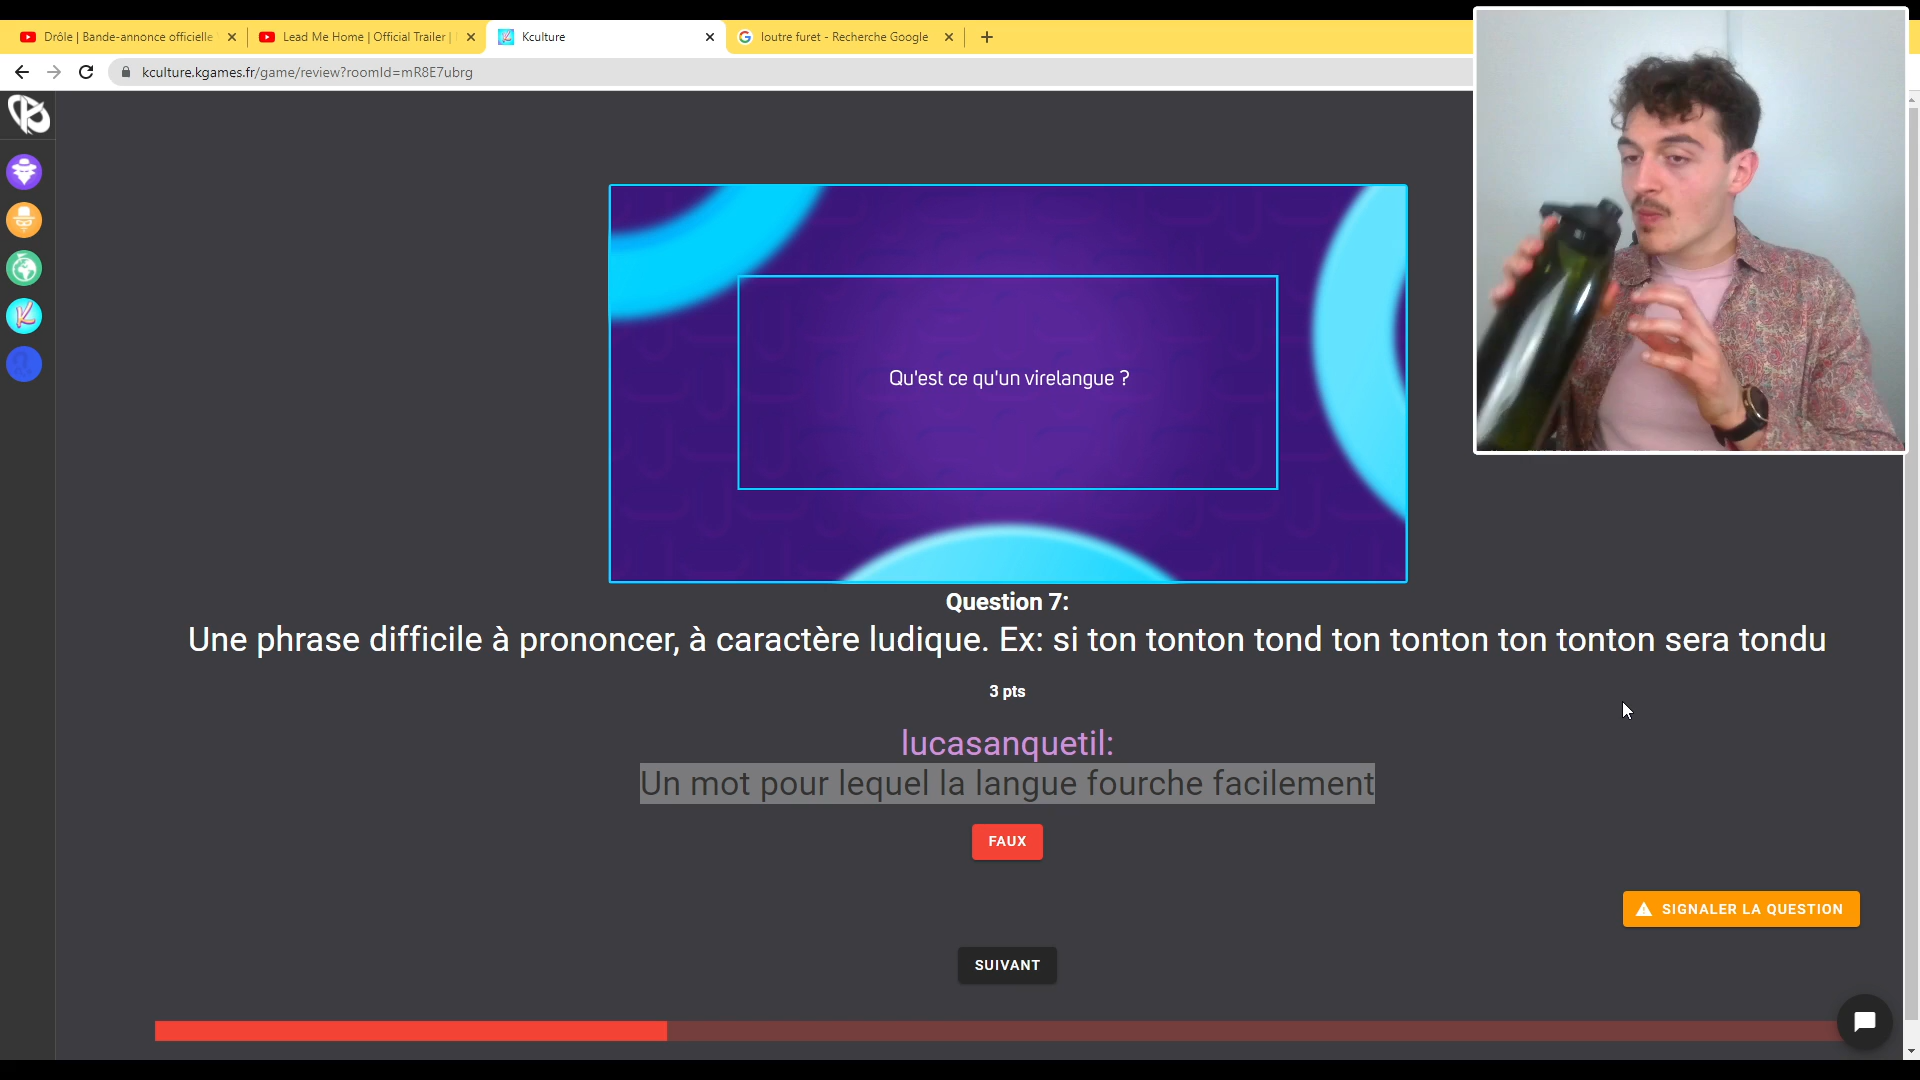 Drôle | Bande-annonce officielle
Lead Me Home | Official Trailer |
Kculture
loutre furet - Recherche Google
kculture.kgames.fr/game/review?roomId=mR8E7ubrg
Qu'est ce qu'un virelangue ?
Question 7:
Une phrase difficile à prononcer, à caractère ludique. Ex: si ton tonton tond ton tonton ton tonton sera tondu
3 pts
lucasanquetil:
Un mot pour lequel la langue fourche facilement
FAUX
SIGNALER LA QUESTION
SUIVANT